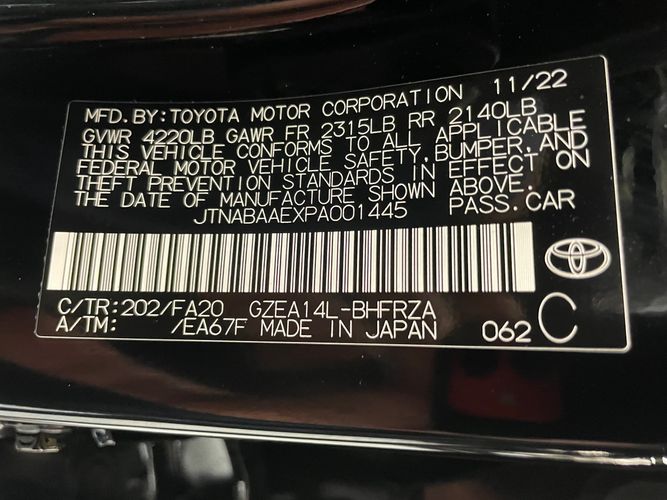 MFD.BY:TOYOTA MOTOR CORPORATION 11/22
GVWR 4220LB GAWR FR 2315LB RR 2140LB
THIS VEHICLE CONFORMS TO ALL APPLICABLE
FEDERAL MOTOR VEHICLE SAFETY,BUMPER,AND
THEFT PREVENTION STANDARDS IN EFFECT ON
THE DATE OF MANUFACTURE SHOWN ABOVE.
JTNABAAEXPA001445 PASS.CAR
C/TR:202/FA20 GZEA14L-BHFRZA
A/TM: /EA67F MADE IN JAPAN 062 C